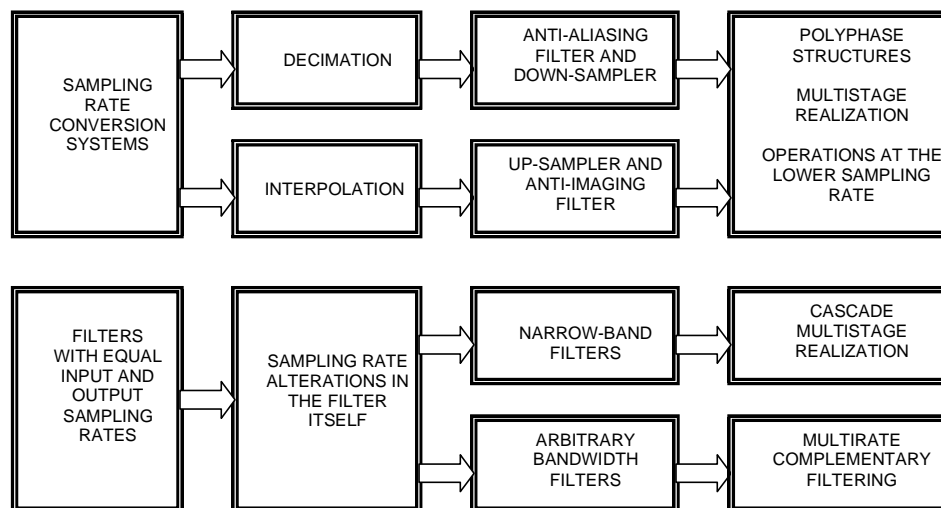 SAMPLING
RATE
CONVERSION
SYSTEMS
DECIMATION
ANTI-ALIASING
FILTER AND
DOWN-SAMPLER
INTERPOLATION
UP-SAMPLER AND
ANTI-IMAGING
FILTER
POLYPHASE
STRUCTURES
MULTISTAGE
REALIZATION
OPERATIONS AT THE
LOWER SAMPLING
RATE
FILTERS
WITH EQUAL
INPUT AND
OUTPUT
SAMPLING
RATES
SAMPLING RATE
ALTERATIONS IN
THE FILTER
ITSELF
NARROW-BAND
FILTERS
CASCADE
MULTISTAGE
REALIZATION
ARBITRARY
BANDWIDTH
FILTERS
MULTIRATE
COMPLEMENTARY
FILTERING